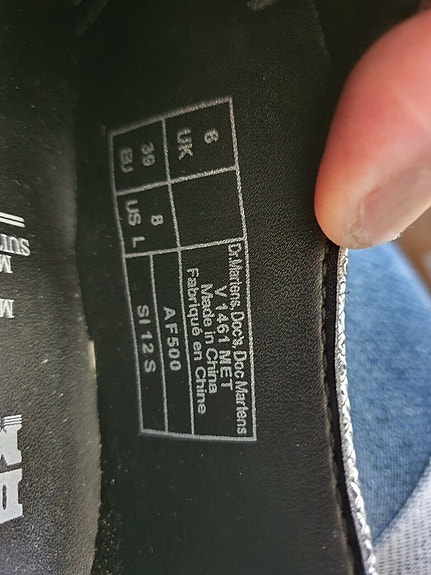 6
UK
39
EU
8
US L
Dr.Martens, Doc's, Doc Martens
V 1461 MET
Made in China
Fabriqué en Chine
AF500
SI 12 S